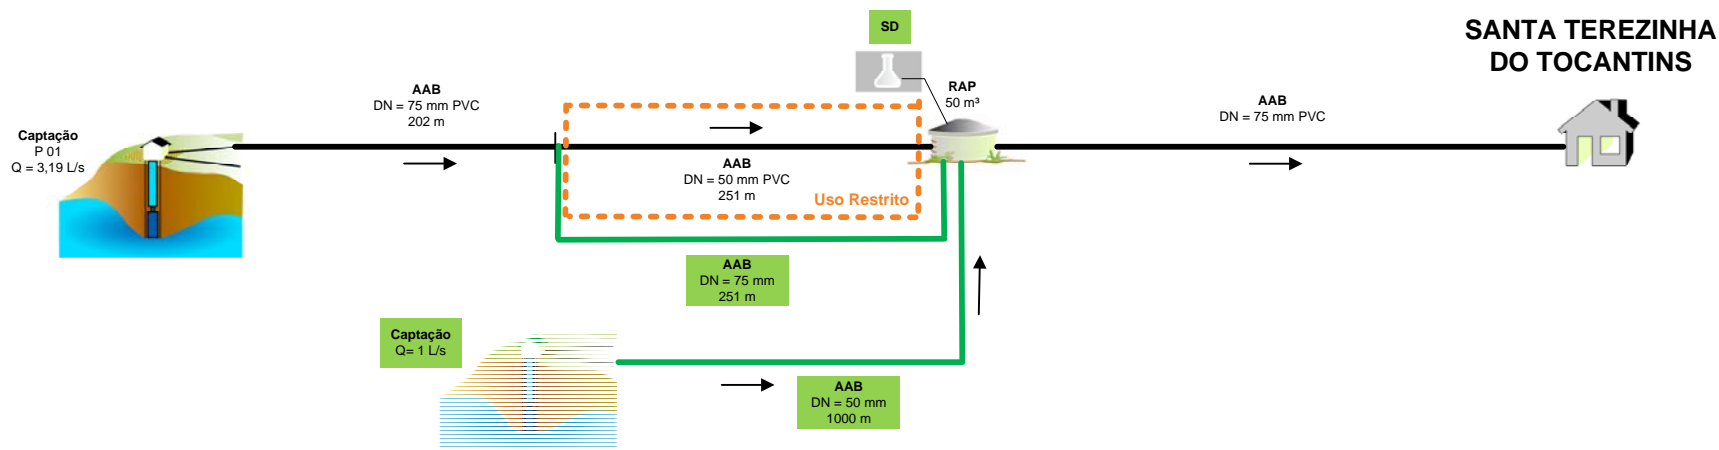 SANTA TEREZINHA
DO TOCANTINS
SD
RAP
50 m³
AAB
DN = 75 mm PVC
202 m
AAB
DN = 75 mm PVC
Captação
P 01
Q = 3,19 L/s
AAB
DN = 50 mm PVC
251 m
Uso Restrito
AAB
DN = 75 mm
251 m
Captação
Q= 1 L/s
AAB
DN = 50 mm
1000 m